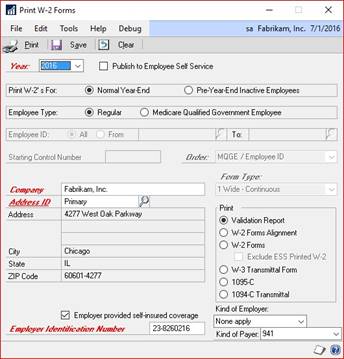 Print W-2 Forms
File Edit Tools Help Debug sa Fabrikam, Inc. 7/1/2016
Print Save Clear
Year: 2016 Publish to Employee Self Service
Print W-2's For: Normal Year-End Pre-Year-End Inactive Employees
Employee Type: Regular Medicare Qualified Government Employee
Employee ID: All From To:
Starting Control Number Order: MQGE / Employee ID
Form Type:
Company Fabrikam, Inc. 1 Wide - Continuous
Address ID Primary
Address 4277 West Oak Parkway
City Chicago
State IL
ZIP Code 60601-4277
Print
Validation Report
W-2 Forms Alignment
W-2 Forms
Exclude ESS Printed W-2
W-3 Transmittal Form
1095-C
1094-C Transmittal
Employer provided self-insured coverage
Employer Identification Number 23-8260216
Kind of Employer:
None apply
Kind of Payer: 941